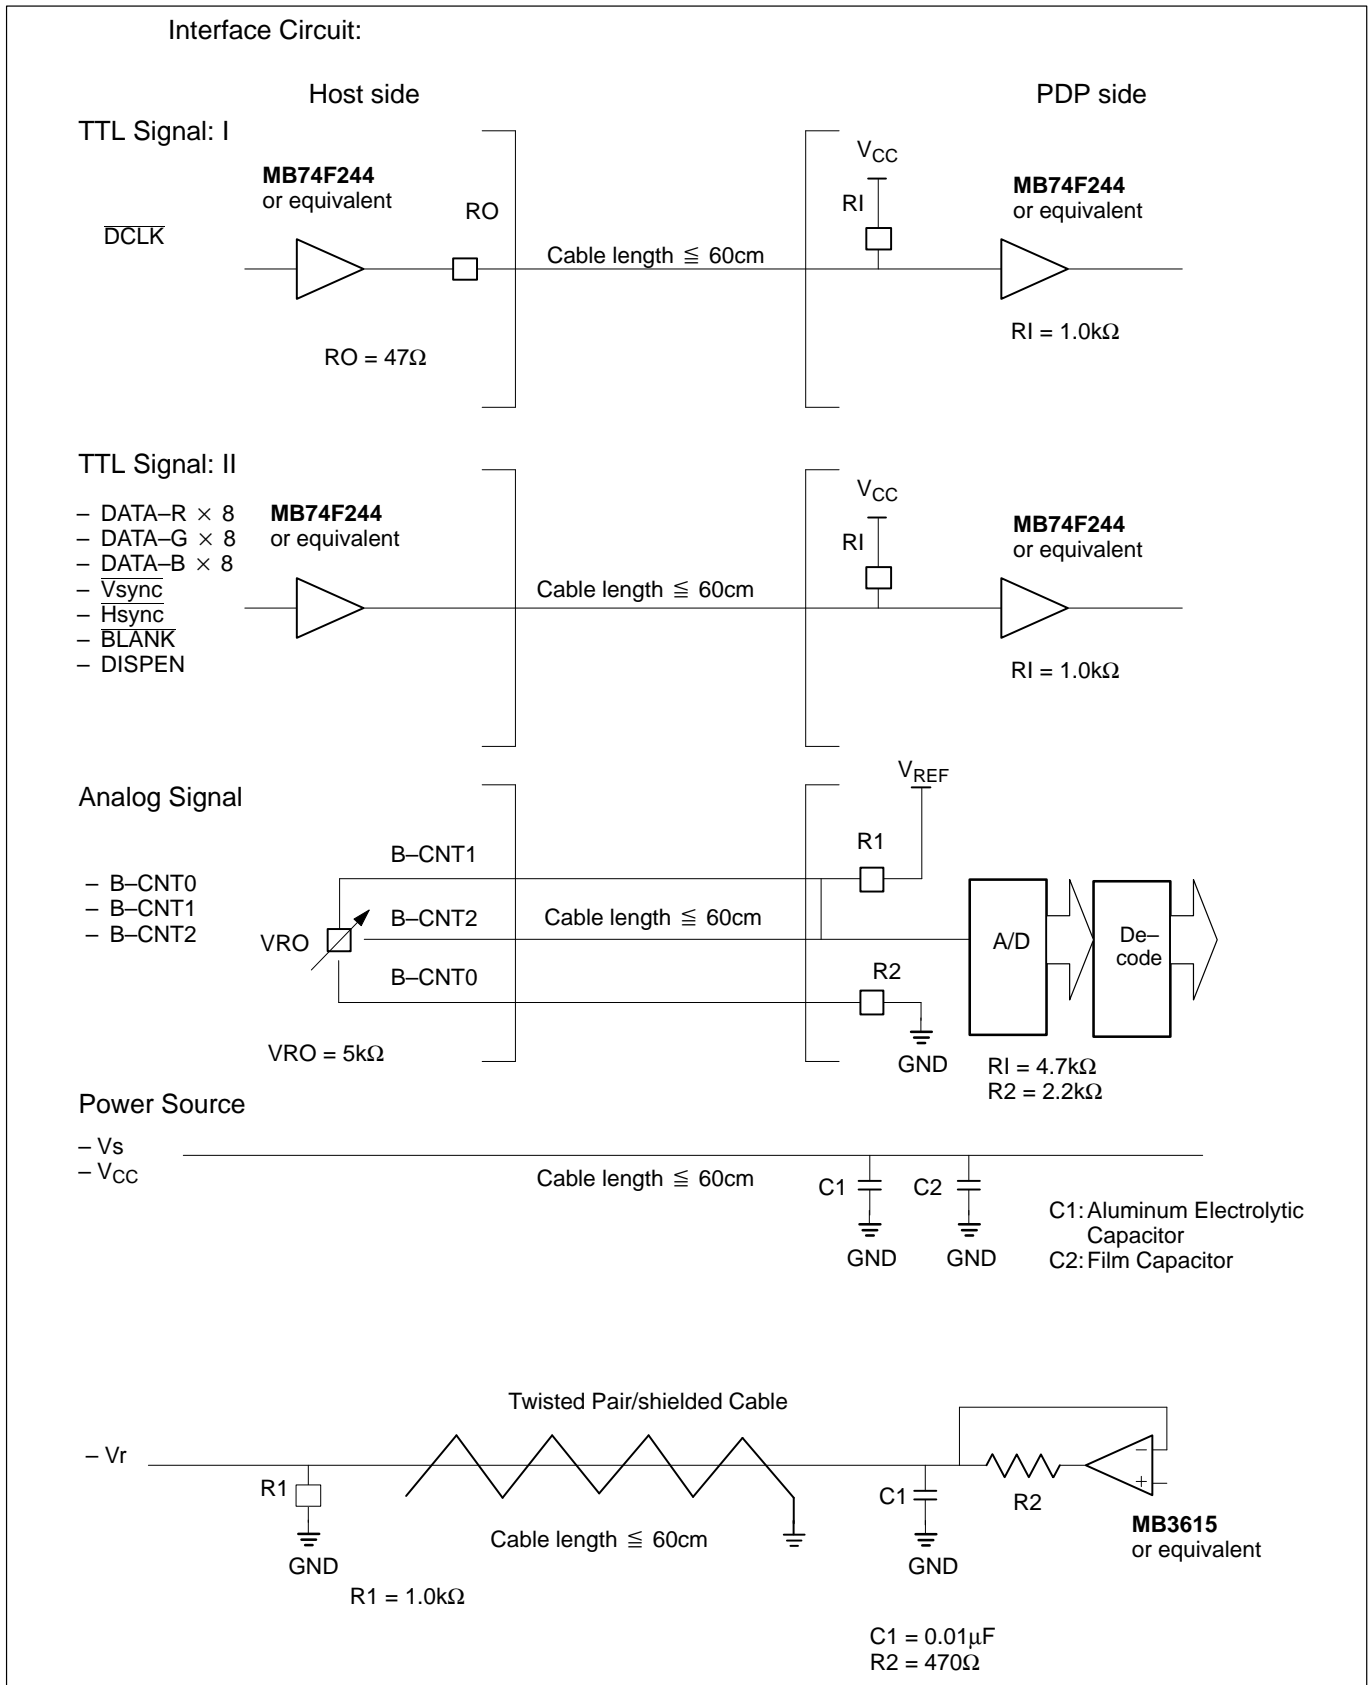 Interface Circuit:
Host side
PDP side
TTL Signal: I
MB74F244
or equivalent
DCLK
RO
Cable length ≦ 60cm
VCC
RI
MB74F244
or equivalent
RO = 47Ω
RI = 1.0kΩ
TTL Signal: II
– DATA–R × 8
– DATA–G × 8
– DATA–B × 8
– Vsync
– Hsync
– BLANK
– DISPEN
MB74F244
or equivalent
Cable length ≦ 60cm
VCC
RI
MB74F244
or equivalent
RI = 1.0kΩ
Analog Signal
– B–CNT0
– B–CNT1
– B–CNT2
VRO
B–CNT1
B–CNT2
B–CNT0
Cable length ≦ 60cm
VREF
R1
R2
GND
A/D
De–
code
VRO = 5kΩ
RI = 4.7kΩ
R2 = 2.2kΩ
Power Source
– Vs
– VCC
Cable length ≦ 60cm
C1
C2
GND
GND
C1: Aluminum Electrolytic
Capacitor
C2: Film Capacitor
Twisted Pair/shielded Cable
– Vr
R1
GND
Cable length ≦ 60cm
R1 = 1.0kΩ
C1
GND
R2
–
+
MB3615
or equivalent
C1 = 0.01μF
R2 = 470Ω